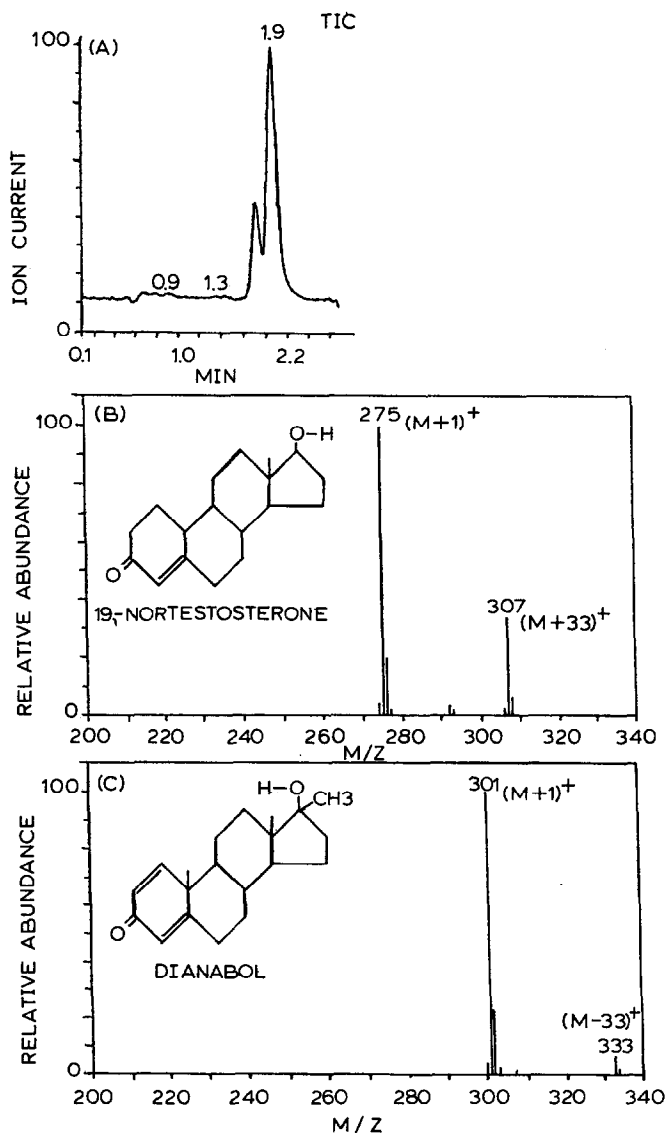 TIC
(A)
1.9
100
0.9
1.3
0
ION CURRENT
0.1
1.0
2.2
MIN
(B)
100
275 (M+1)+
O-H
O
19,-NORTESTOSTERONE
307 (M+33)+
0
RELATIVE ABUNDANCE
200 220 240 260 280 300 320 340
M/Z
(C)
100
301 (M+1)+
H-O
CH3
O
DIANABOL
(M-33)+
333
0
RELATIVE ABUNDANCE
200 220 240 260 280 300 320 340
M/Z